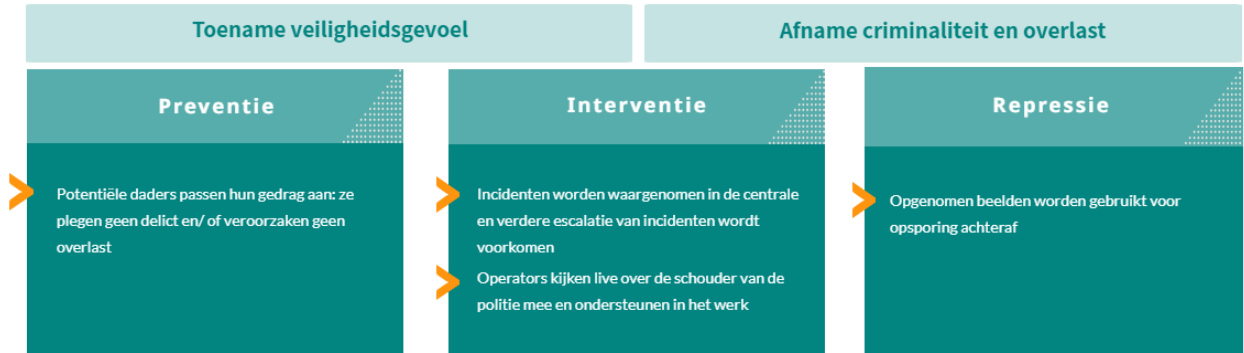 Toename veiligheidsgevoel
Afname criminaliteit en overlast
Preventie
Potentiële daders passen hun gedrag aan: ze
plegen geen delict en/ of veroorzaken geen
overlast
Interventie
Incidenten worden waargenomen in de centrale
en verdere escalatie van incidenten wordt
voorkomen
Operators kijken live over de schouder van de
politie mee en ondersteunen in het werk
Repressie
Opgenomen beelden worden gebruikt voor
opsporing achteraf